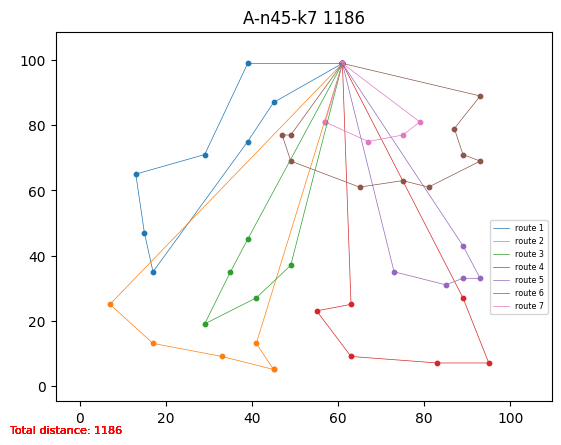 A-n45-k7 1186
100
80
60
40
20
0
0
20
40
60
80
100
route 1
route 2
route 3
route 4
route 5
route 6
route 7
Total distance: 1186